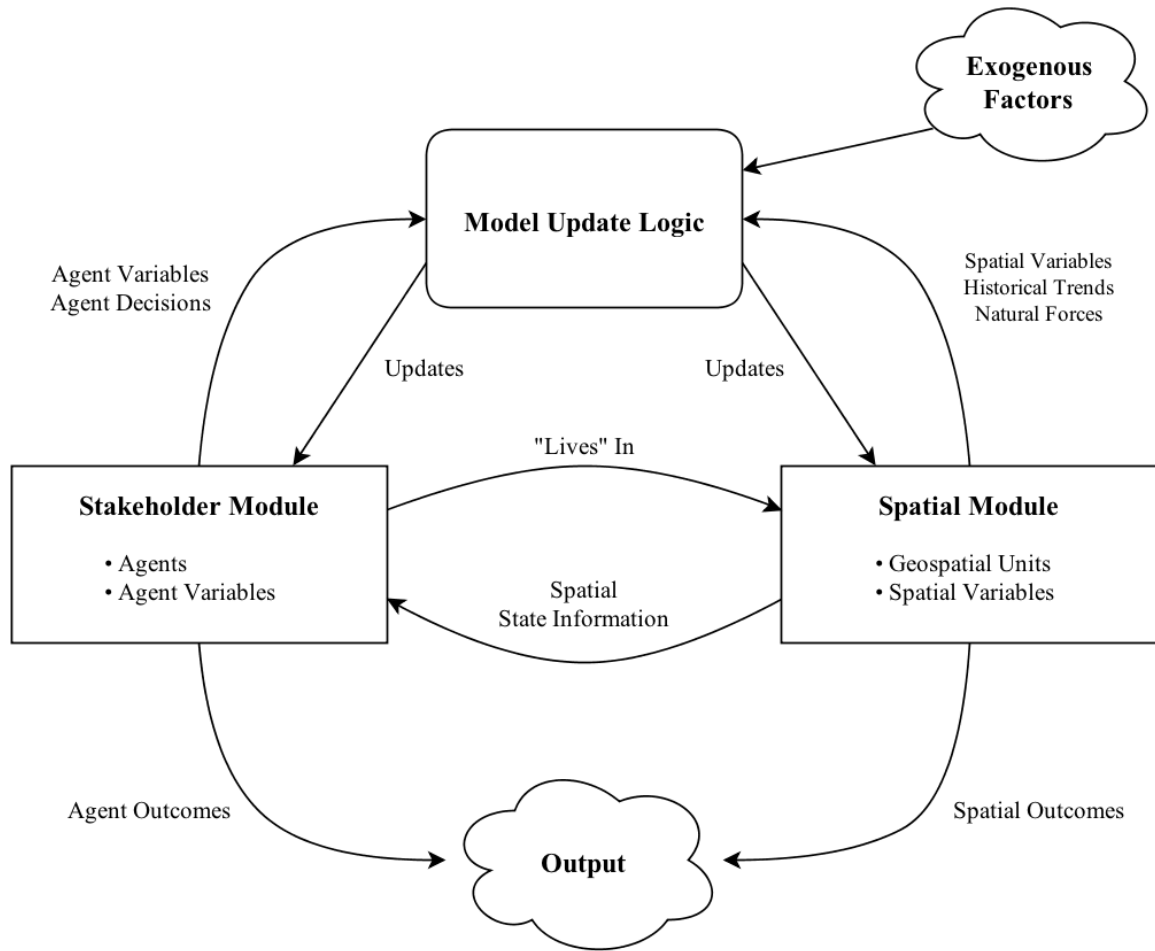 Exogenous
Factors
Model Update Logic
Agent Variables
Agent Decisions
Spatial Variables
Historical Trends
Natural Forces
Updates
Updates
"Lives" In
Stakeholder Module
• Agents
• Agent Variables
Spatial Module
• Geospatial Units
• Spatial Variables
Spatial
State Information
Agent Outcomes
Spatial Outcomes
Output